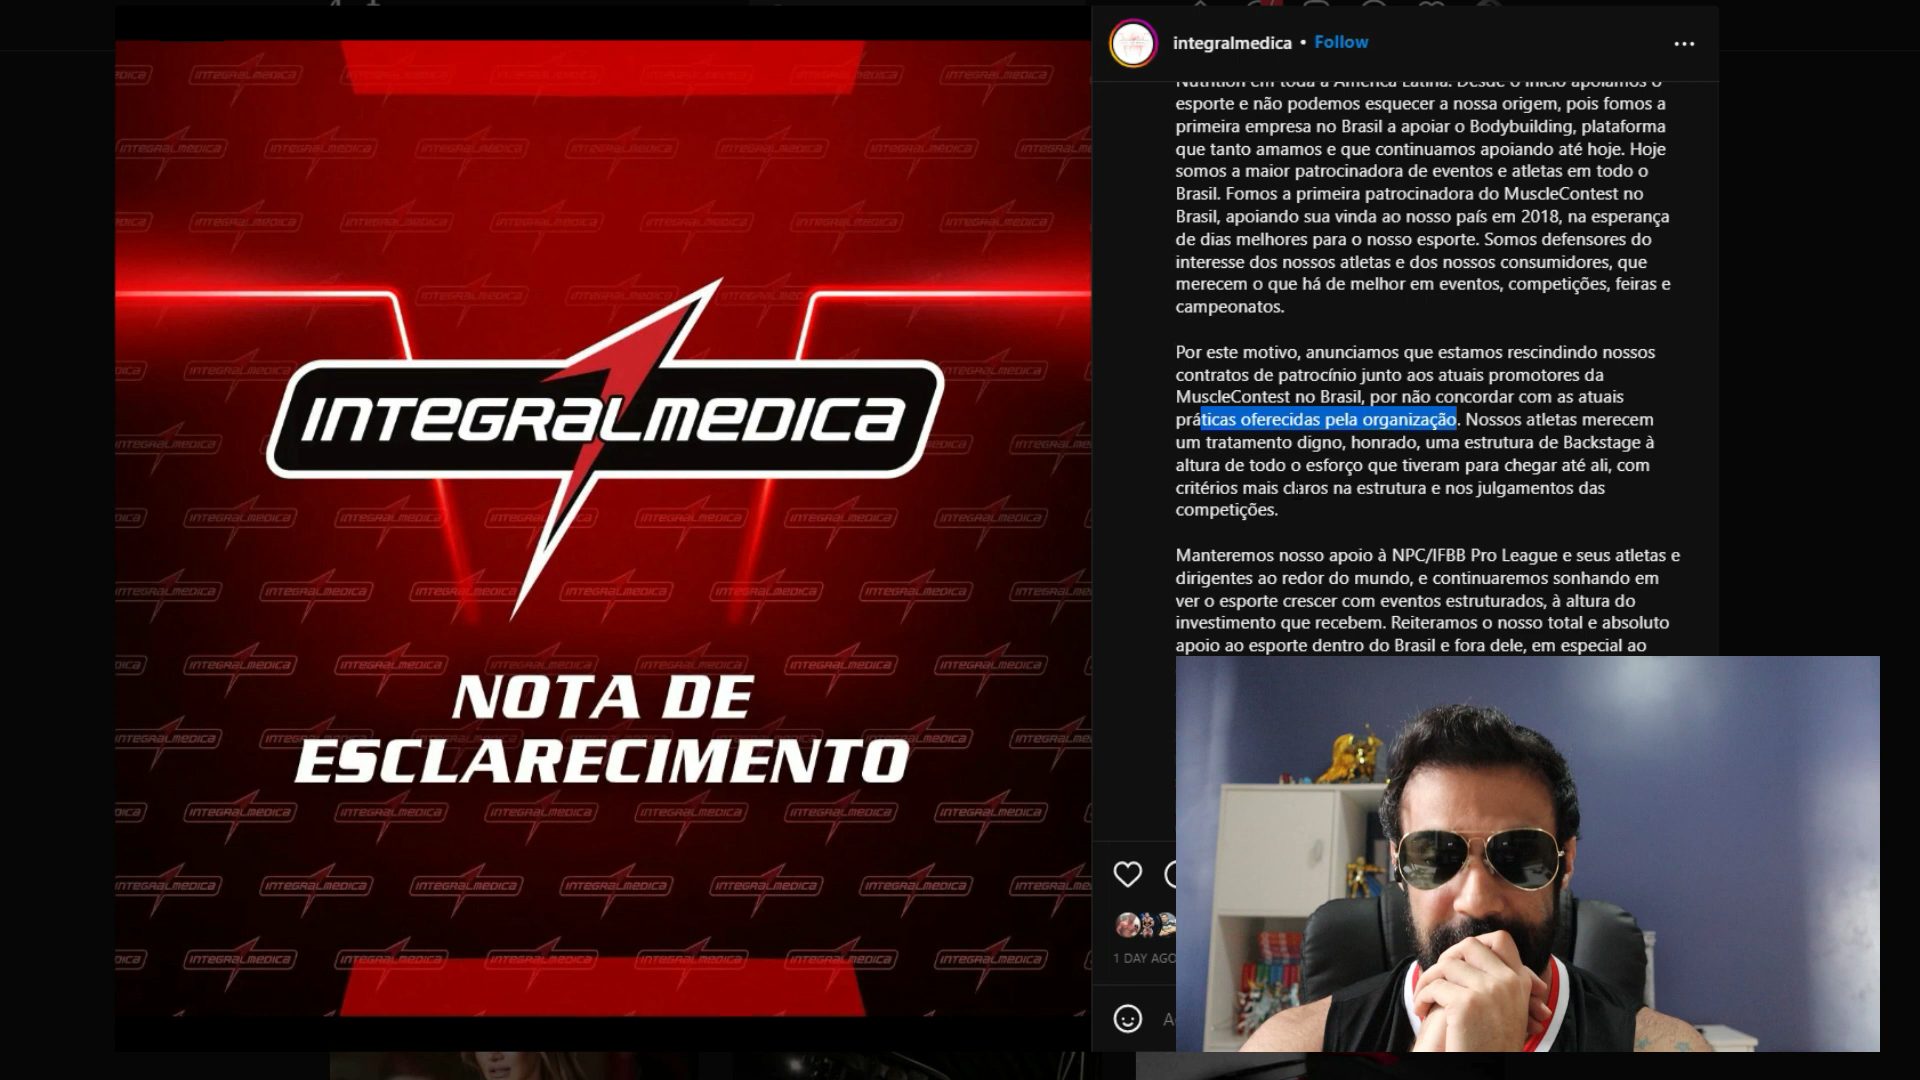 INTEGRALMEDICA
NOTA DE
ESCLARECIMENTO
integralmedica • Follow
Nutrition em toda a América Latina. Desde o início apoiamos o
esporte e não podemos esquecer a nossa origem, pois fomos a
primeira empresa no Brasil a apoiar o Bodybuilding, plataforma
que tanto amamos e que continuamos apoiando até hoje. Hoje
somos a maior patrocinadora de eventos e atletas em todo o
Brasil. Fomos a primeira patrocinadora do MuscleContest no
Brasil, apoiando sua vinda ao nosso país em 2018, na esperança
de dias melhores para o nosso esporte. Somos defensores do
interesse dos nossos atletas e dos nossos consumidores, que
merecem o que há de melhor em eventos, competições, feiras e
campeonatos.
Por este motivo, anunciamos que estamos rescindindo nossos
contratos de patrocínio junto aos atuais promotores da
MuscleContest no Brasil, por não concordar com as atuais
práticas oferecidas pela organização. Nossos atletas merecem
um tratamento digno, honrado, uma estrutura de Backstage à
altura de todo o esforço que tiveram para chegar até ali, com
critérios mais claros na estrutura e nos julgamentos das
competições.
Manteremos nosso apoio à NPC/IFBB Pro League e seus atletas e
dirigentes ao redor do mundo, e continuaremos sonhando em
ver o esporte crescer com eventos estruturados, à altura do
investimento que recebem. Reiteramos o nosso total e absoluto
apoio ao esporte dentro do Brasil e fora dele, em especial ao
1 DAY AGO